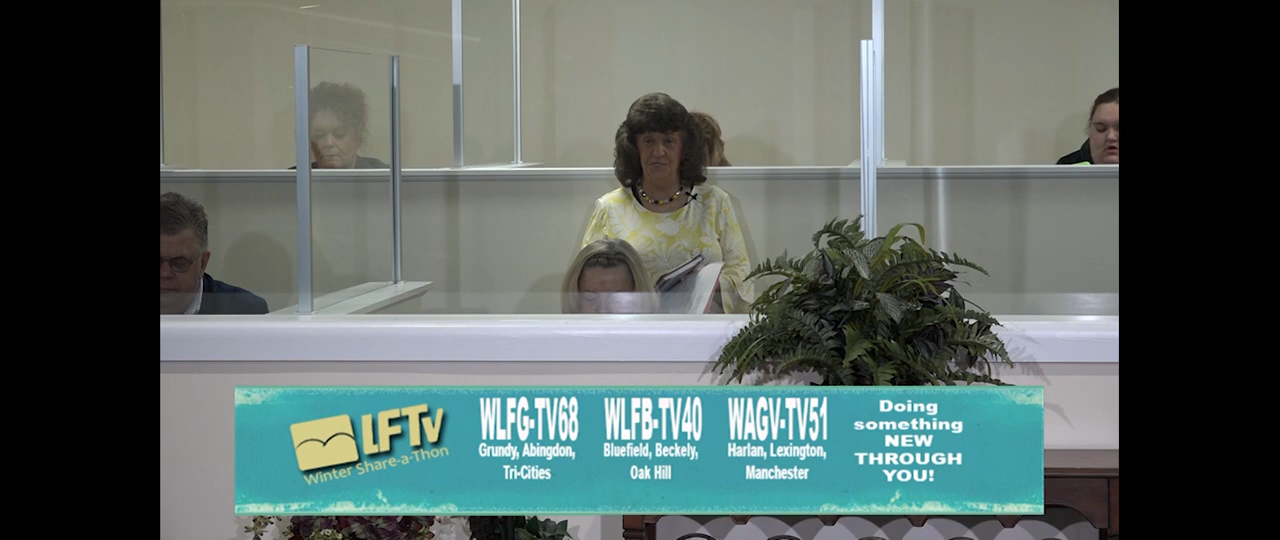 LFTV
Winter Share-a-Thon
WLFG-TV68
Grundy, Abingdon,
Tri-Cities
WLFB-TV40
Bluefield, Beckely,
Oak Hill
WAGV-TV51
Harlan, Lexington,
Manchester
Doing
something
NEW
THROUGH
YOU!